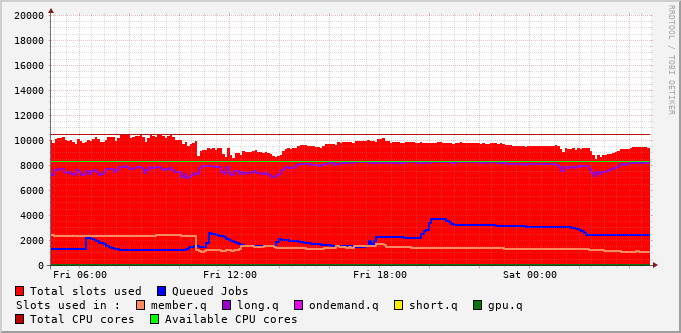 20000
18000
16000
14000
12000
10000
8000
6000
4000
2000
0
Fri 06:00 Fri 12:00 Fri 18:00 Sat 00:00
RRDTOOL / TOBI OETIKER
Total slots used Queued Jobs
Slots used in : member.q long.q ondemand.q short.q gpu.q
Total CPU cores Available CPU cores